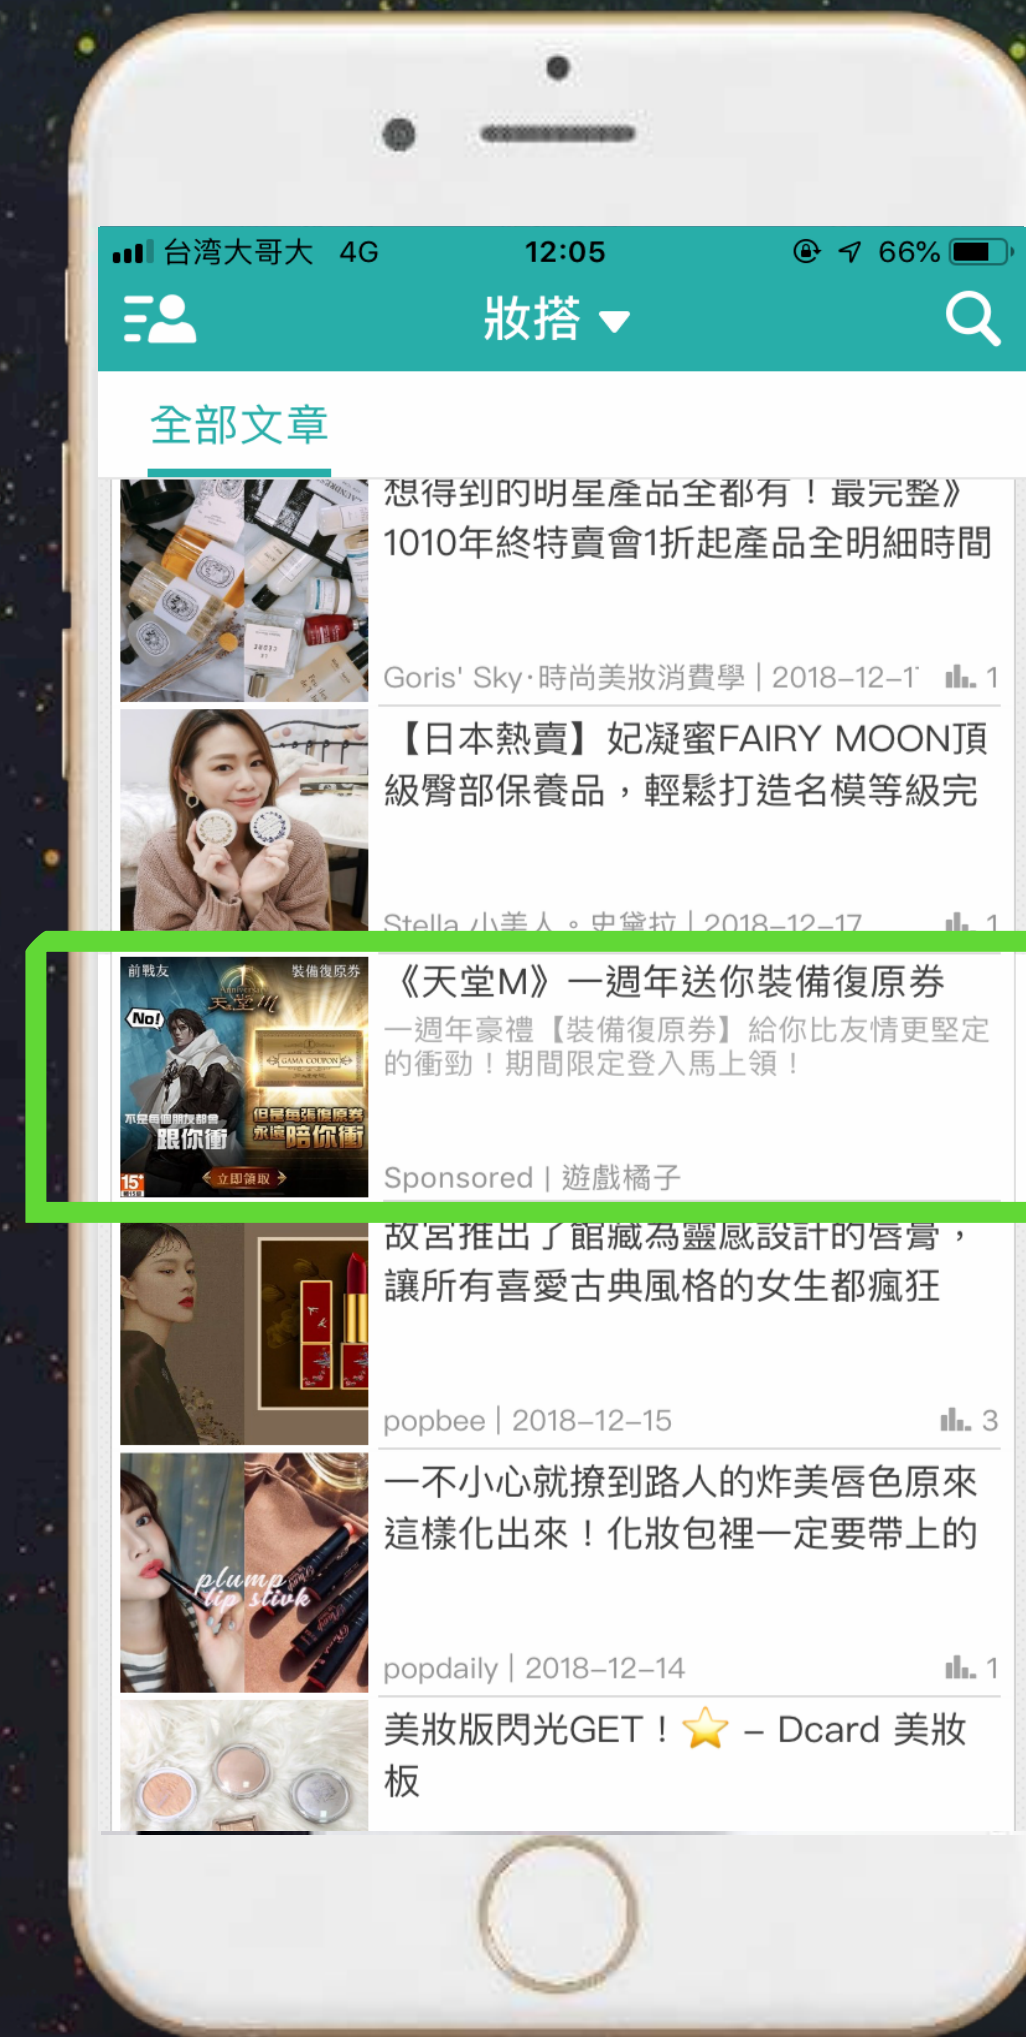 台湾大哥大 4G 12:05 66%
妝搭
全部文章
想得到的明星產品全都有！最完整》
1010年終特賣會1折起產品全明細時間
Goris' Sky·時尚美妝消費學 | 2018-12-1 1
【日本熱賣】妃凝蜜FAIRY MOON頂
級臀部保養品，輕鬆打造名模等級完
Stella 小美人。史黛拉 | 2018-12-17 1
前戰友
裝備復原券
Anniversary
天堂M
No!
GAMA COUPON
不是每個朋友都會
跟你衝
但是每張復原券
永遠陪你衝
立即領取
15+
《天堂M》一週年送你裝備復原券
一週年豪禮【裝備復原券】給你比友情更堅定
的衝勁！期間限定登入馬上領！
Sponsored | 遊戲橘子
故宮推出了館藏為靈感設計的唇膏，
讓所有喜愛古典風格的女生都瘋狂
popbee | 2018-12-15 3
plump
lip stivk
一不小心就撩到路人的炸美唇色原來
這樣化出來！化妝包裡一定要帶上的
popdaily | 2018-12-14 1
美妝版閃光GET！⭐ – Dcard 美妝
板